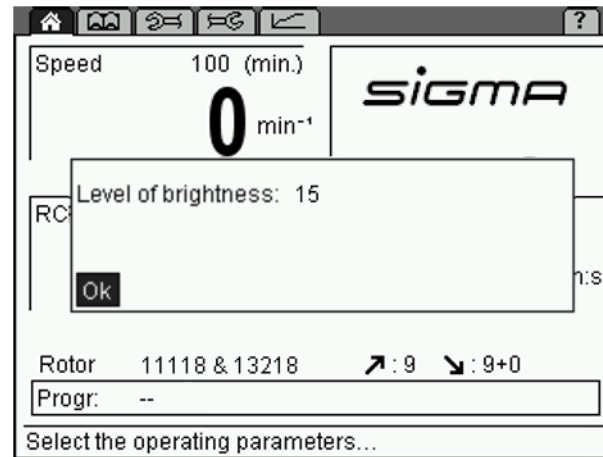 ?
Speed 100 (min.)
0 min⁻¹
sigma
Level of brightness: 15
RC
Ok
n:s
Rotor 11118 & 13218 ↗: 9 ↘: 9+0
Progr: --
Select the operating parameters...